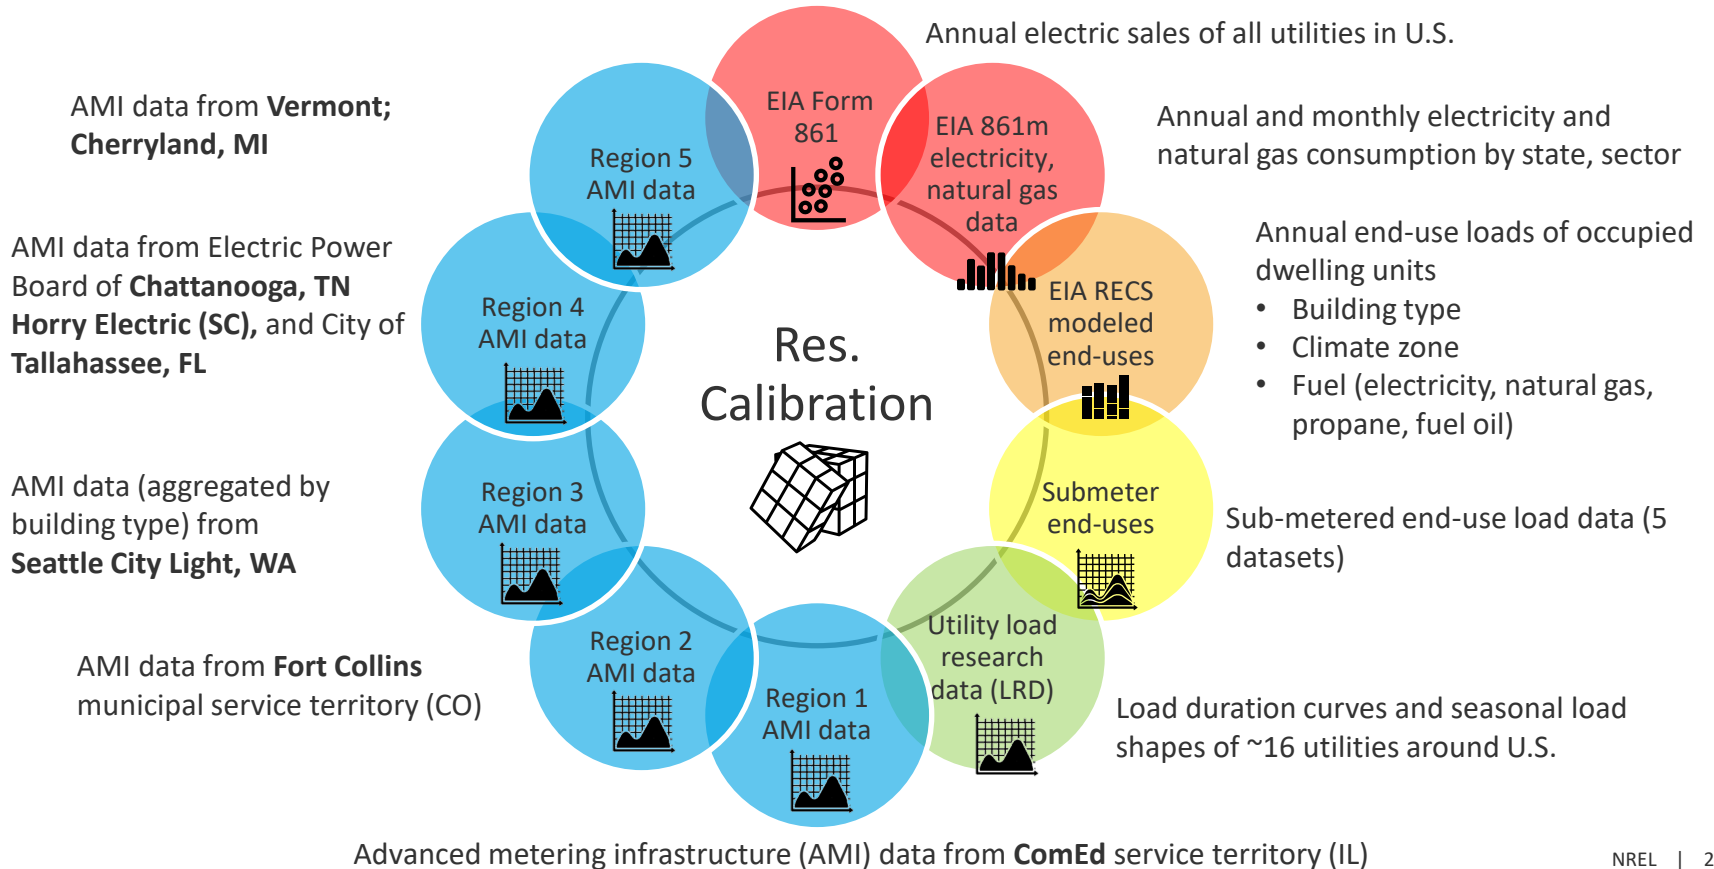 Annual electric sales of all utilities in U.S.
EIA Form
861
EIA 861m
electricity,
natural gas
data
Annual and monthly electricity and
natural gas consumption by state, sector
EIA RECS
modeled
end-uses
Annual end-use loads of occupied
dwelling units
• Building type
• Climate zone
• Fuel (electricity, natural gas,
propane, fuel oil)
Submeter
end-uses
Sub-metered end-use load data (5
datasets)
Utility load
research
data (LRD)
Load duration curves and seasonal load
shapes of ~16 utilities around U.S.
Region 1
AMI data
Advanced metering infrastructure (AMI) data from ComEd service territory (IL)
Region 2
AMI data
AMI data from Fort Collins
municipal service territory (CO)
Region 3
AMI data
AMI data (aggregated by
building type) from
Seattle City Light, WA
Region 4
AMI data
AMI data from Electric Power
Board of Chattanooga, TN
Horry Electric (SC), and City of
Tallahassee, FL
Region 5
AMI data
AMI data from Vermont;
Cherryland, MI
Res.
Calibration
NREL | 2